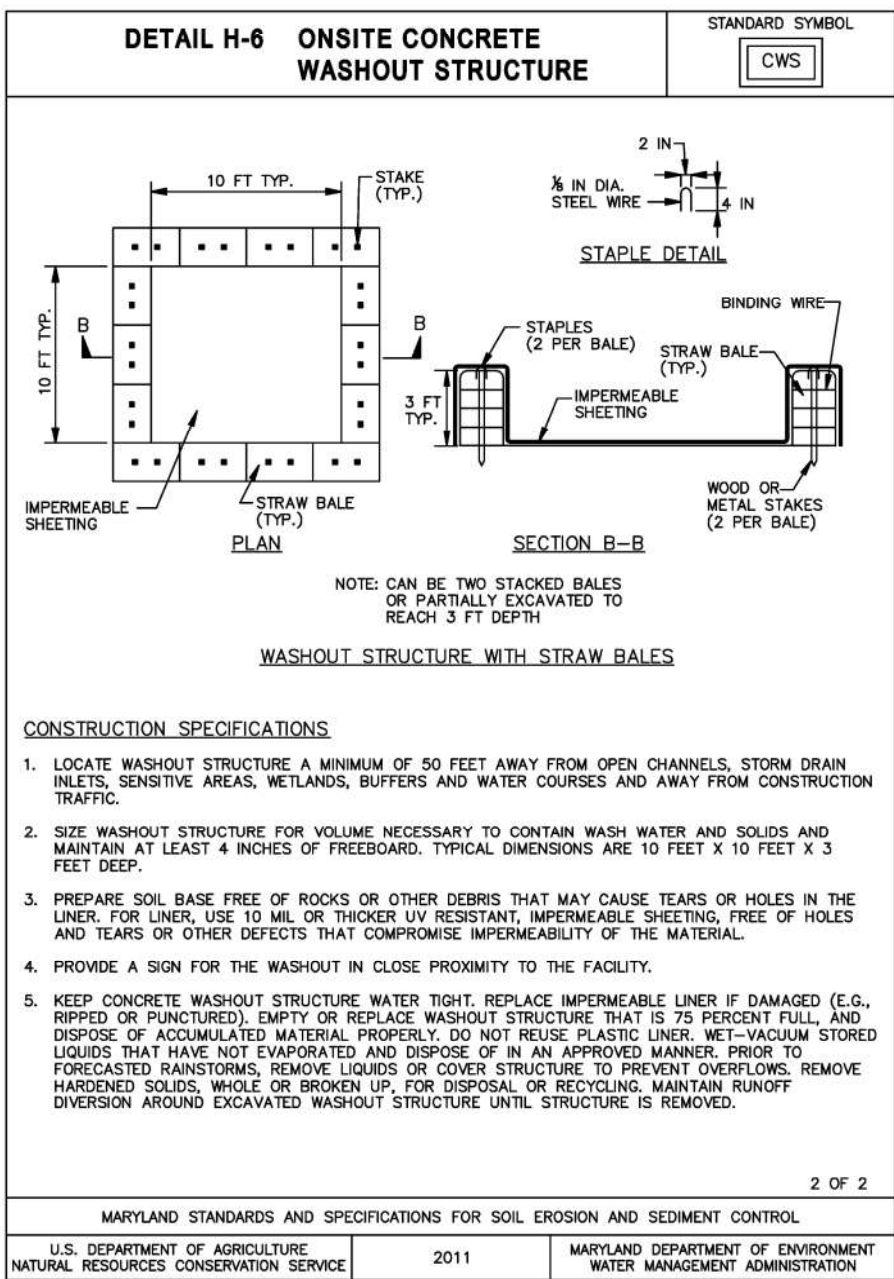 DETAIL H-6 ONSITE CONCRETE
WASHOUT STRUCTURE
STANDARD SYMBOL
CWS
10 FT TYP.
STAKE
(TYP.)
10 FT TYP.
B
B
IMPERMEABLE
SHEETING
STRAW BALE
(TYP.)
PLAN
2 IN
⅛ IN DIA.
STEEL WIRE
4 IN
STAPLE DETAIL
BINDING WIRE
STAPLES
(2 PER BALE)
STRAW BALE
(TYP.)
3 FT
TYP.
IMPERMEABLE
SHEETING
WOOD OR
METAL STAKES
(2 PER BALE)
SECTION B-B
NOTE: CAN BE TWO STACKED BALES
OR PARTIALLY EXCAVATED TO
REACH 3 FT DEPTH
WASHOUT STRUCTURE WITH STRAW BALES
CONSTRUCTION SPECIFICATIONS
1. LOCATE WASHOUT STRUCTURE A MINIMUM OF 50 FEET AWAY FROM OPEN CHANNELS, STORM DRAIN
INLETS, SENSITIVE AREAS, WETLANDS, BUFFERS AND WATER COURSES AND AWAY FROM CONSTRUCTION
TRAFFIC.
2. SIZE WASHOUT STRUCTURE FOR VOLUME NECESSARY TO CONTAIN WASH WATER AND SOLIDS AND
MAINTAIN AT LEAST 4 INCHES OF FREEBOARD. TYPICAL DIMENSIONS ARE 10 FEET X 10 FEET X 3
FEET DEEP.
3. PREPARE SOIL BASE FREE OF ROCKS OR OTHER DEBRIS THAT MAY CAUSE TEARS OR HOLES IN THE
LINER. FOR LINER, USE 10 MIL OR THICKER UV RESISTANT, IMPERMEABLE SHEETING, FREE OF HOLES
AND TEARS OR OTHER DEFECTS THAT COMPROMISE IMPERMEABILITY OF THE MATERIAL.
4. PROVIDE A SIGN FOR THE WASHOUT IN CLOSE PROXIMITY TO THE FACILITY.
5. KEEP CONCRETE WASHOUT STRUCTURE WATER TIGHT. REPLACE IMPERMEABLE LINER IF DAMAGED (E.G.,
RIPPED OR PUNCTURED). EMPTY OR REPLACE WASHOUT STRUCTURE THAT IS 75 PERCENT FULL, AND
DISPOSE OF ACCUMULATED MATERIAL PROPERLY. DO NOT REUSE PLASTIC LINER. WET-VACUUM STORED
LIQUIDS THAT HAVE NOT EVAPORATED AND DISPOSE OF IN AN APPROVED MANNER. PRIOR TO
FORECASTED RAINSTORMS, REMOVE LIQUIDS OR COVER STRUCTURE TO PREVENT OVERFLOWS. REMOVE
HARDENED SOLIDS, WHOLE OR BROKEN UP, FOR DISPOSAL OR RECYCLING. MAINTAIN RUNOFF
DIVERSION AROUND EXCAVATED WASHOUT STRUCTURE UNTIL STRUCTURE IS REMOVED.
2 OF 2
MARYLAND STANDARDS AND SPECIFICATIONS FOR SOIL EROSION AND SEDIMENT CONTROL
U.S. DEPARTMENT OF AGRICULTURE
NATURAL RESOURCES CONSERVATION SERVICE
2011
MARYLAND DEPARTMENT OF ENVIRONMENT
WATER MANAGEMENT ADMINISTRATION